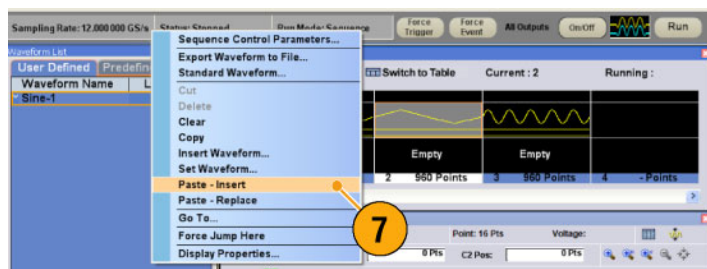 Sampling Rate: 12.000 000 GS/s Status: Stopped Run Mode: Sequence Force Trigger Force Event All Outputs On/Off Run
Waveform List
User Defined Predefin
Waveform Name L
Sine-1
Sequence Control Parameters...
Export Waveform to File...
Standard Waveform...
Cut
Delete
Clear
Copy
Insert Waveform...
Set Waveform...
Paste - Insert
Paste - Replace
Go To...
Force Jump Here
Display Properties...
7
Switch to Table Current : 2 Running :
Empty Empty
2 960 Points 3 960 Points 4 - Points
Point: 16 Pts Voltage:
0 Pts C2 Pos: 0 Pts